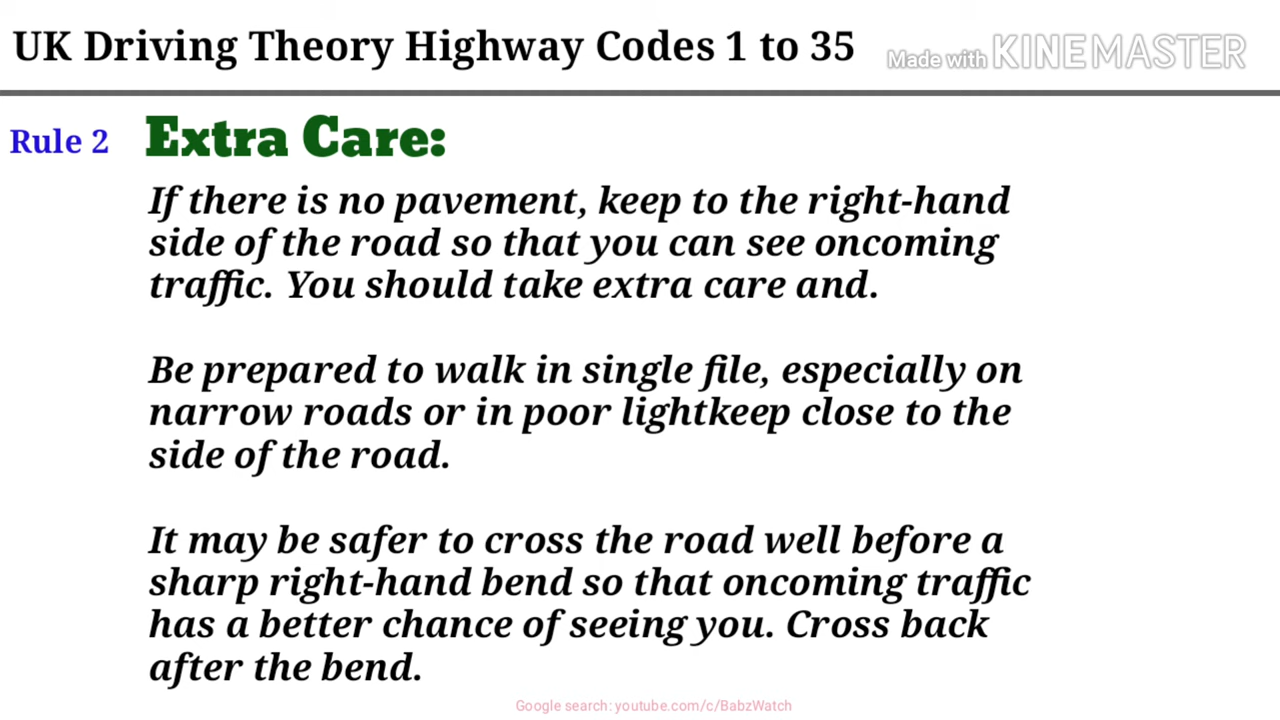 UK Driving Theory Highway Codes 1 to 35
Made with KINEMASTER
Rule 2
Extra Care:
If there is no pavement, keep to the right-hand
side of the road so that you can see oncoming
traffic. You should take extra care and.
Be prepared to walk in single file, especially on
narrow roads or in poor lightkeep close to the
side of the road.
It may be safer to cross the road well before a
sharp right-hand bend so that oncoming traffic
has a better chance of seeing you. Cross back
after the bend.
Google search: youtube.com/c/BabzWatch